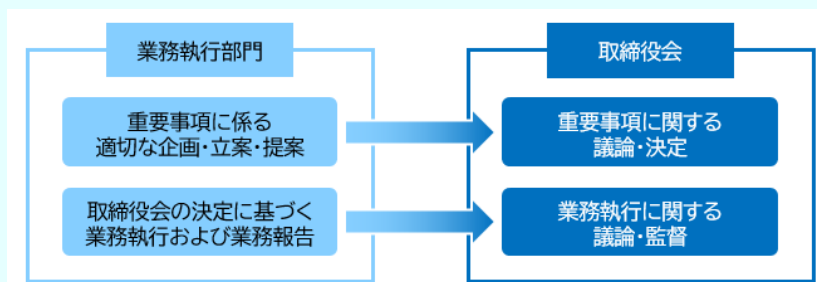 業務執行部門
重要事項に係る
適切な企画・立案・提案
取締役会の決定に基づく
業務執行および業務報告
取締役会
重要事項に関する
議論・決定
業務執行に関する
議論・監督